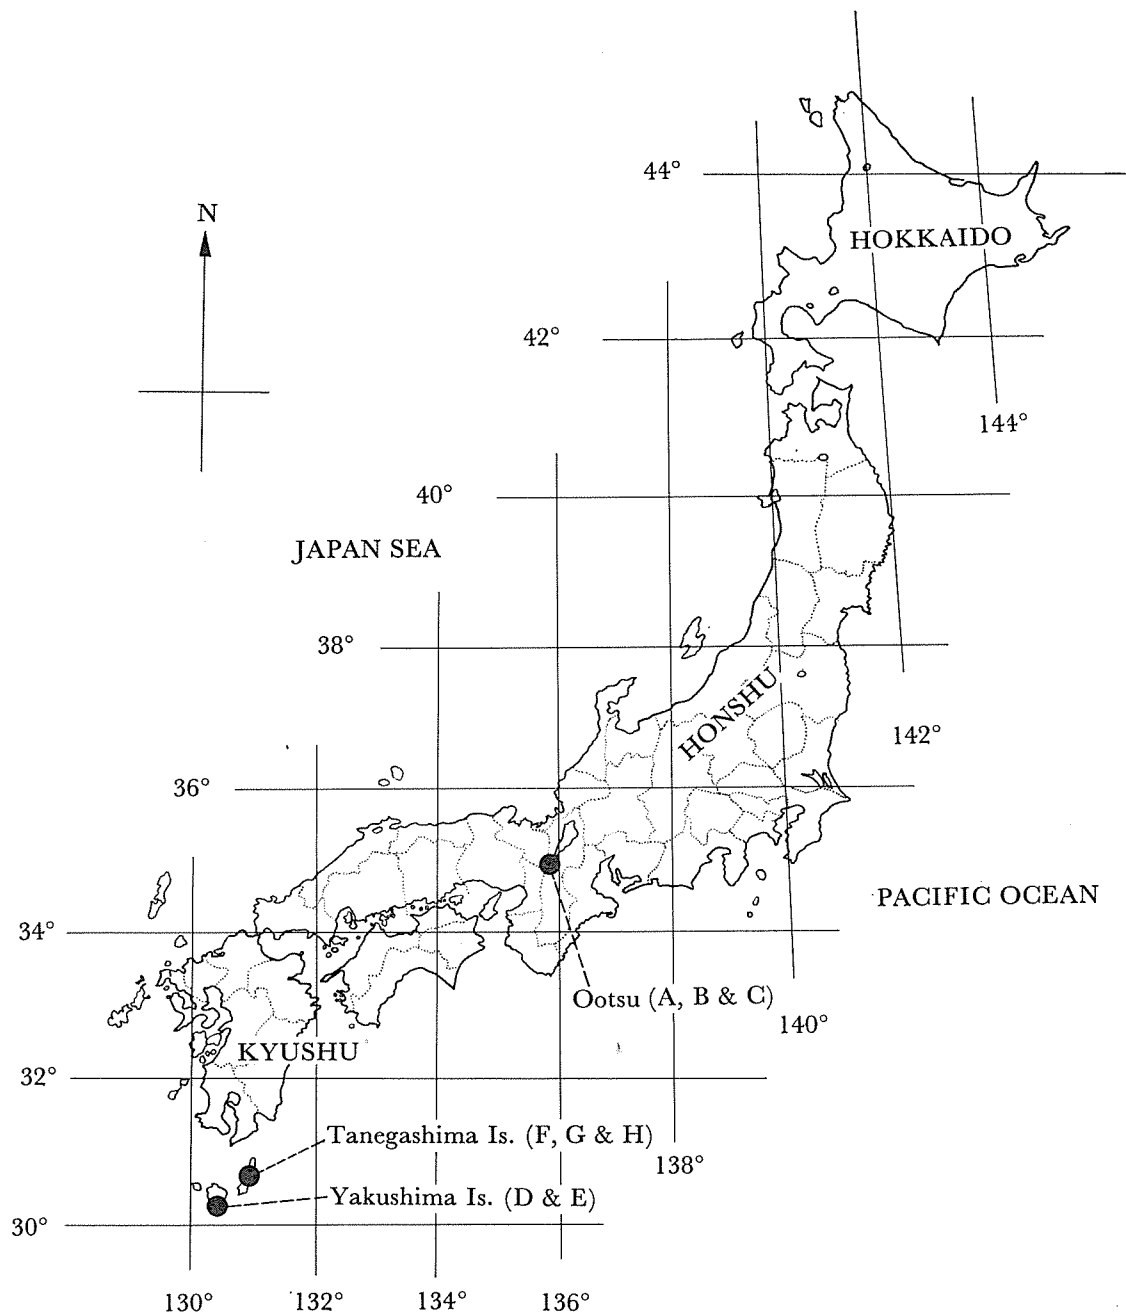 N
44°
HOKKAIDO
42°
144°
40°
JAPAN SEA
38°
HONSHU
142°
36°
PACIFIC OCEAN
34°
Ootsu (A, B & C)
140°
KYUSHU
32°
Tanegashima Is. (F, G & H)
138°
Yakushima Is. (D & E)
30°
130°
132°
134°
136°